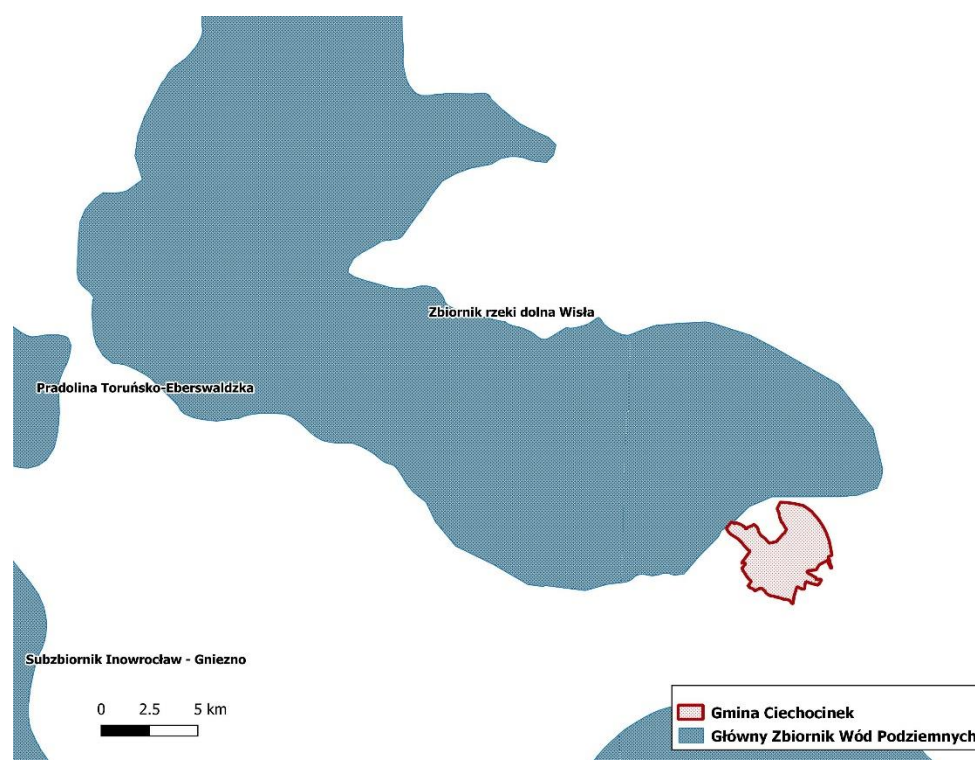 Zbiornik rzeki dolna Wisła
Pradolina Toruńsko-Eberswaldzka
Subzbiornik Inowrocław - Gniezno
0 2.5 5 km
Gmina Ciechocinek
Główny Zbiornik Wód Podziemnych